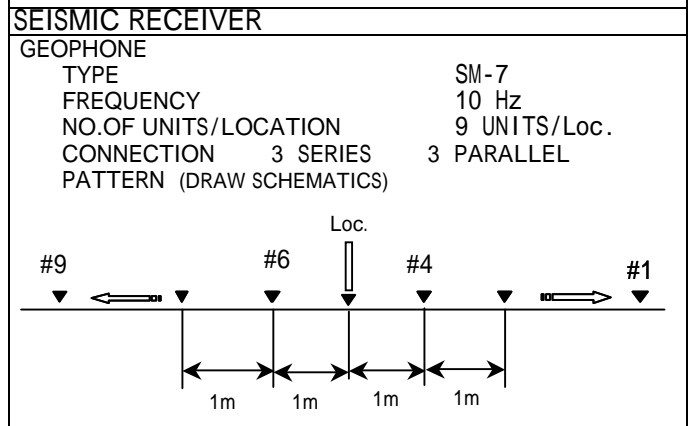 SEISMIC RECEIVER
GEOPHONE
TYPE SM-7
FREQUENCY 10 Hz
NO.OF UNITS/LOCATION 9 UNITS/Loc.
CONNECTION 3 SERIES 3 PARALLEL
PATTERN (DRAW SCHEMATICS)
Loc.
#9 #6 #4 #1
1m 1m 1m 1m